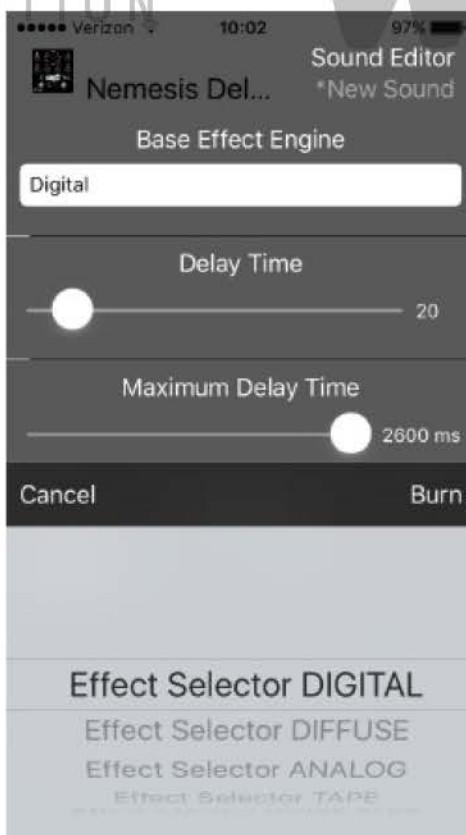 TION
Verizon 10:02 97%
Sound Editor
Nemesis Del... *New Sound
Base Effect Engine
Digital
Delay Time
20
Maximum Delay Time
2600 ms
Cancel Burn
Effect Selector DIGITAL
Effect Selector DIFFUSE
Effect Selector ANALOG
Effect Selector TAPE